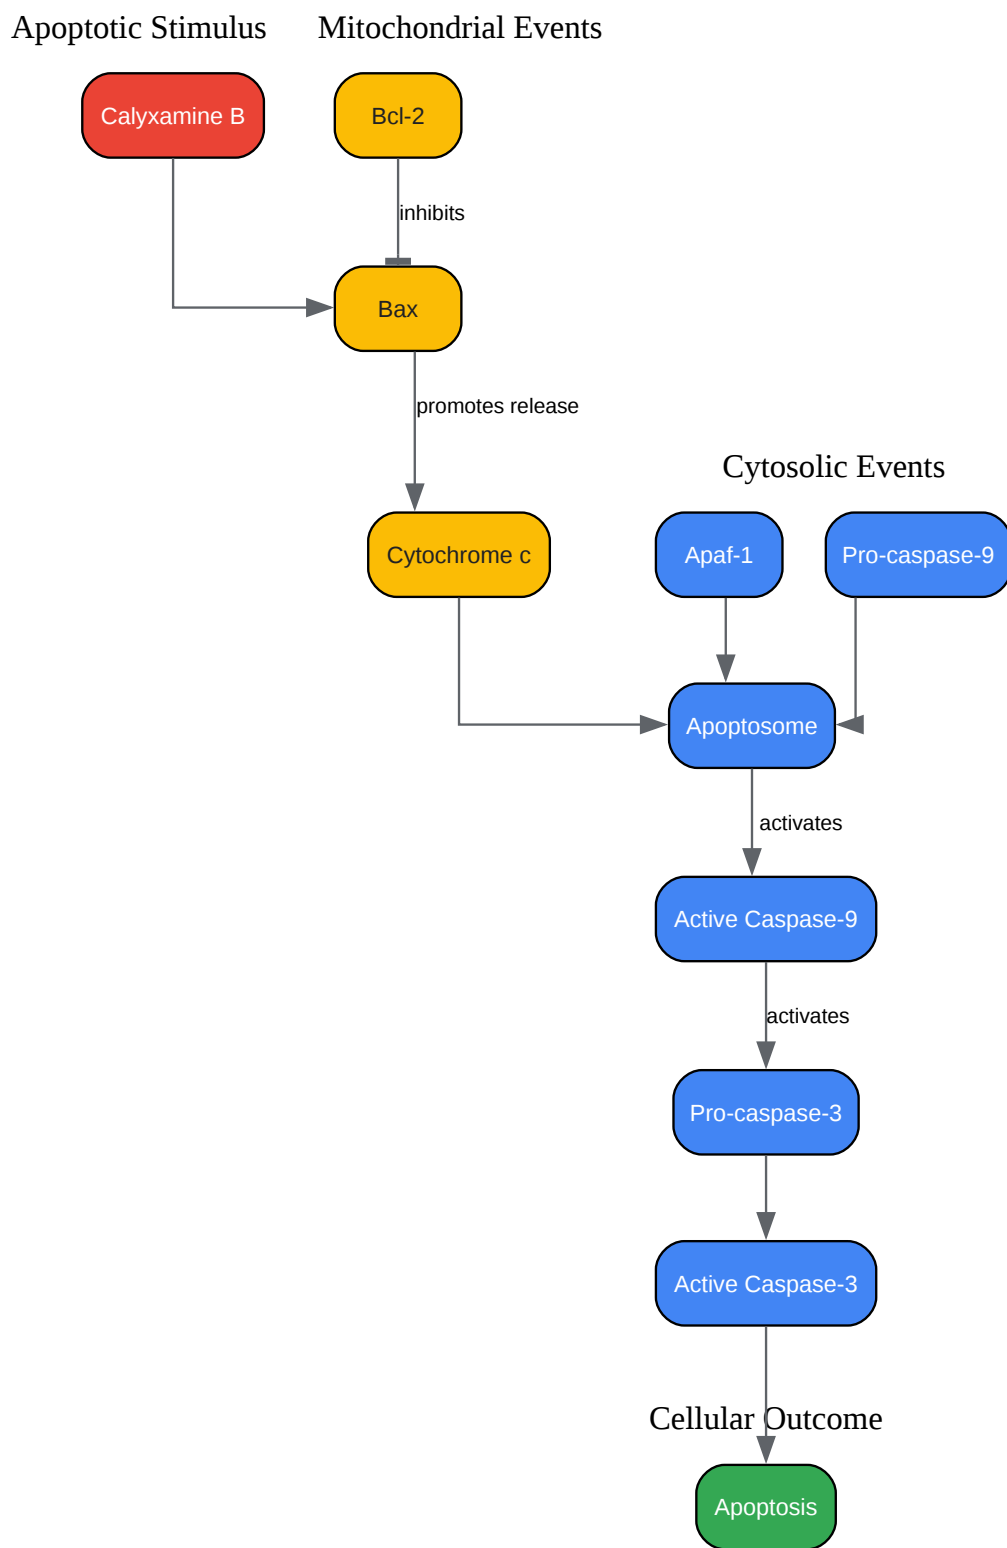 Apoptotic Stimulus
Mitochondrial Events
Calyxamine B
Bcl-2
inhibits
Bax
promotes release
Cytosolic Events
Cytochrome c
Apaf-1
Pro-caspase-9
Apoptosome
activates
Active Caspase-9
activates
Pro-caspase-3
Active Caspase-3
Cellular Outcome
Apoptosis